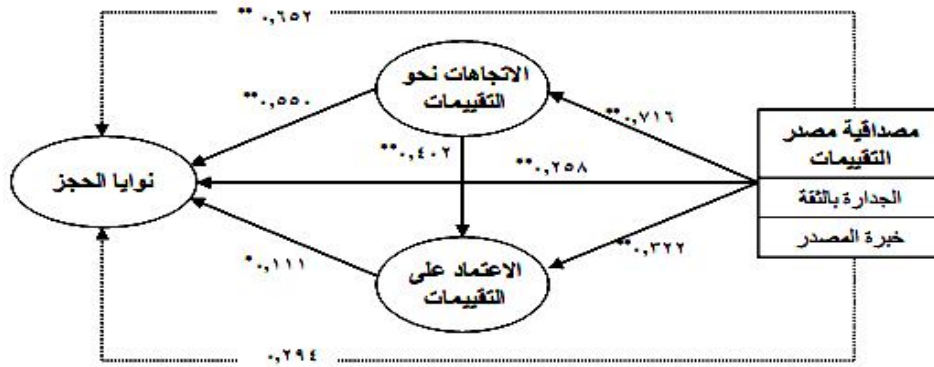 ٠,٦٥٢ **
الاتجاهات نحو
التقييمات
**٠,٥٥٠
**٠,٧١٦
مصداقية مصدر
التقييمات
**٠,٤٠٢
**٠,٢٥٨
نوايا الحجز
الجدارة بالثقة
خبرة المصدر
**٠,٣٢٢
*٠,١١١
الاعتماد على
التقييمات
٠,٢٩٤